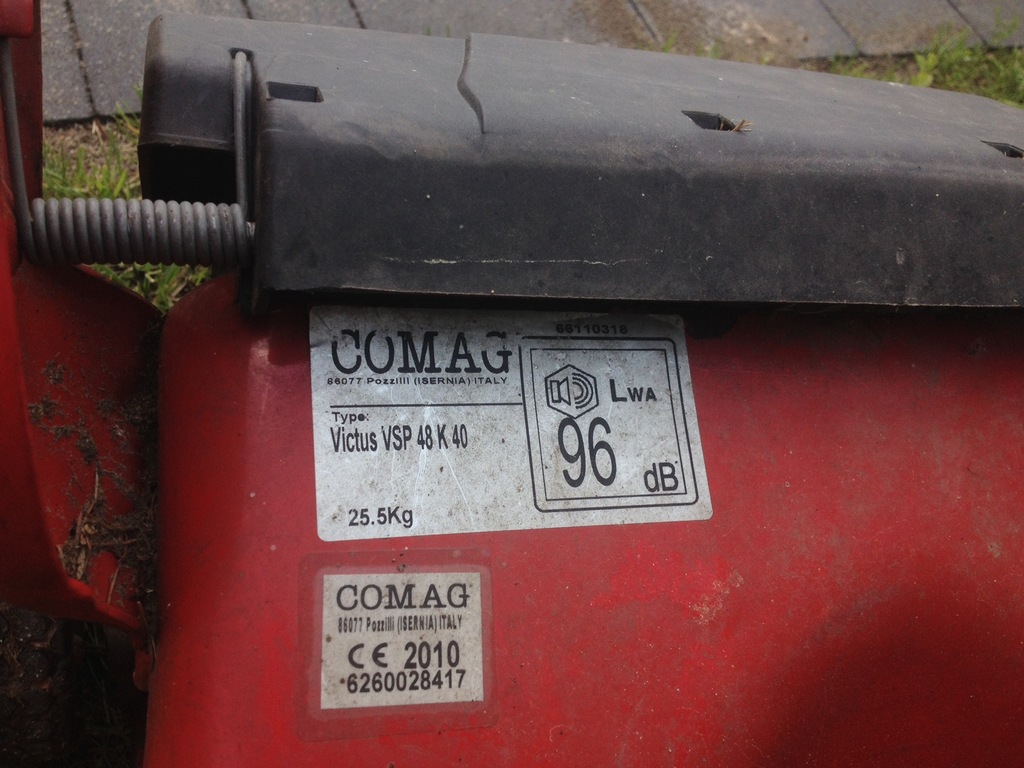 COMAG
86077 Pozzilli (ISERNIA) ITALY
Type:
Victus VSP 48 K 40
25.5Kg
66110318
LWA
96
dB
COMAG
86077 Pozzilli (ISERNIA) ITALY
CE 2010
6260028417